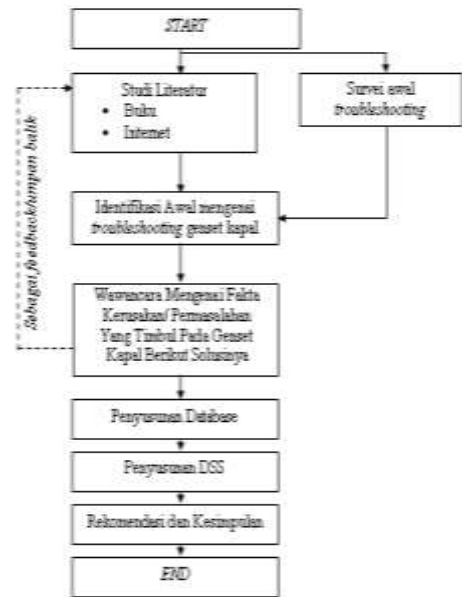 START
Studi Literatur
• Buku
• Internet
Survei awal
troubleshooting
Identifikasi Awal mengenai
troubleshooting genset kapal
Sebagai feedback/umpan balik
Wawancara Mengenai Fakta
Kerusakan/ Permasalahan
Yang Timbul Pada Genset
Kapal Berikut Solusinya
Penyusunan Database
Penyusunan DSS
Rekomendasi dan Kesimpulan
END